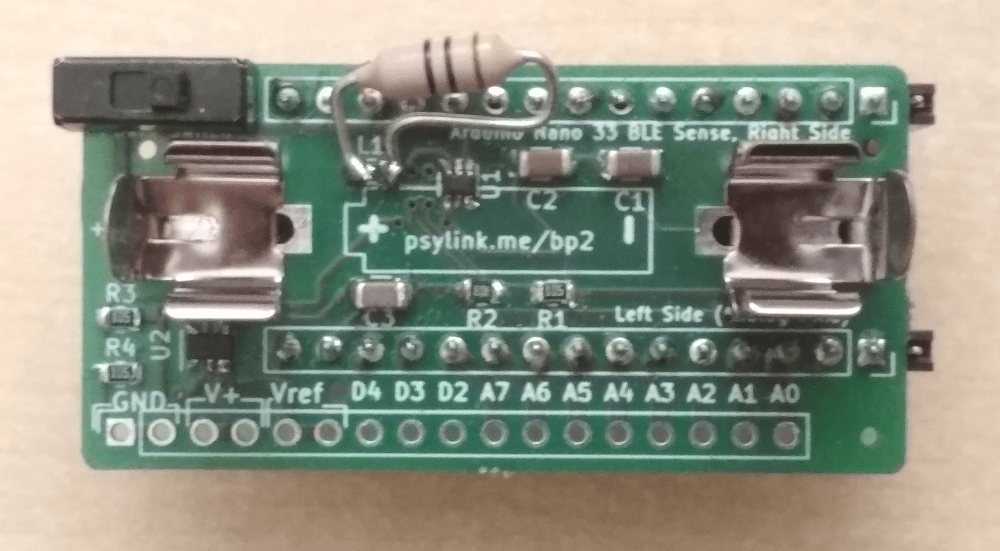 Arduino Nano 33 BLE Sense, Right Side
L1
U1
C2
C1
+
−
psylink.me/bp2
+
R3
C3
R2
R1
Left Side
R4
U2
D4 D3 D2 A7 A6 A5 A4 A3 A2 A1 A0
GND V+ Vref